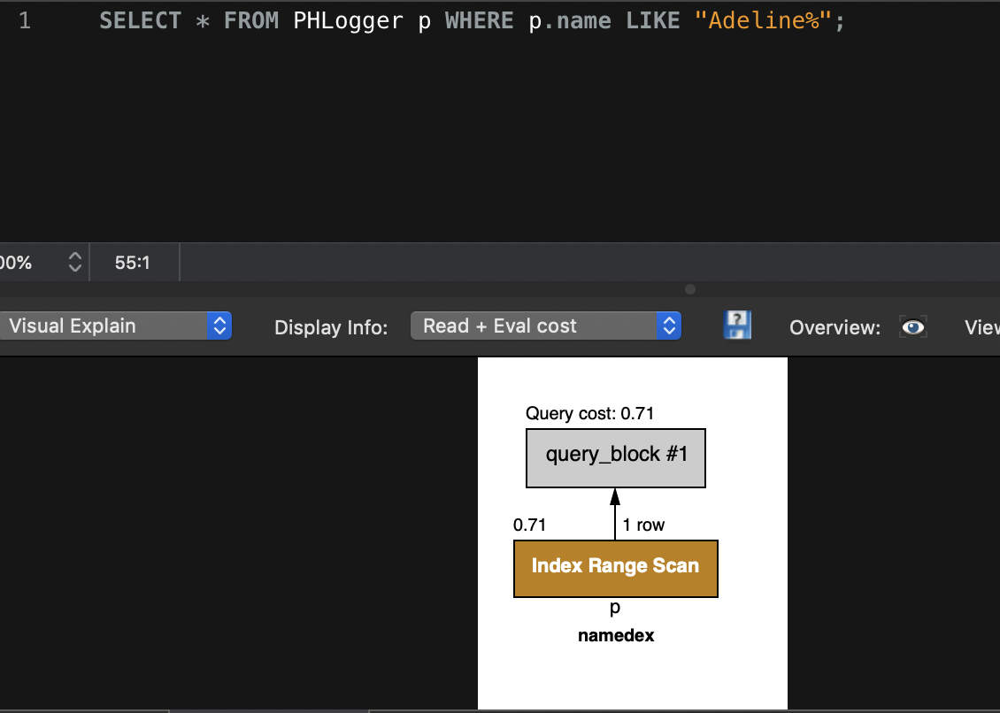 1 SELECT * FROM PHLogger p WHERE p.name LIKE "Adeline%";
00% 55:1
Visual Explain Display Info: Read + Eval cost Overview:
Query cost: 0.71
query_block #1
0.71 1 row
Index Range Scan
p
namedex